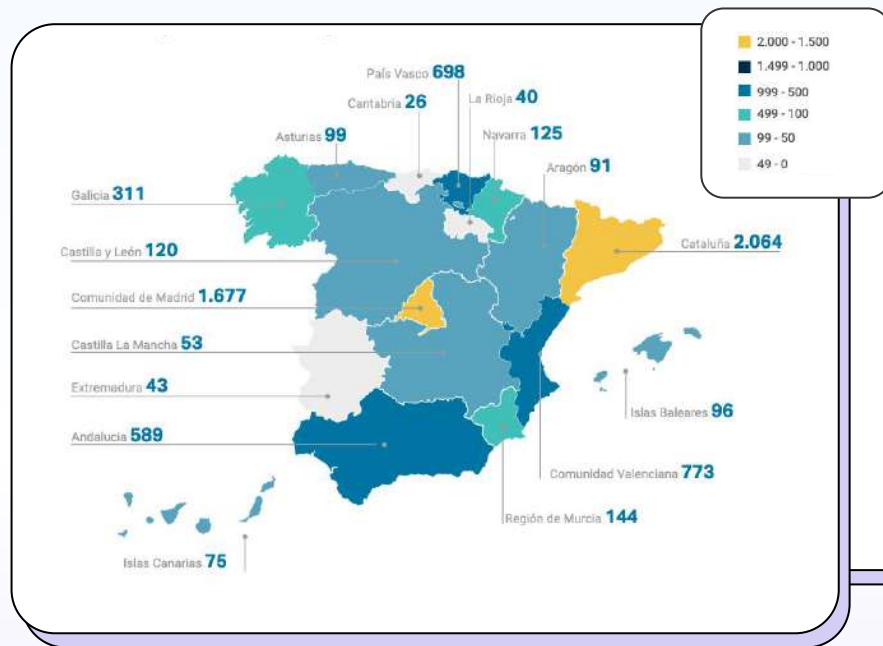 2.000 - 1.500
1.499 - 1.000
999 - 500
499 - 100
99 - 50
49 - 0
País Vasco 698
Cantabria 26
La Rioja 40
Asturias 99
Navarra 125
Aragón 91
Galicia 311
Cataluña 2.064
Castilla y León 120
Comunidad de Madrid 1.677
Castilla La Mancha 53
Extremadura 43
Islas Baleares 96
Andalucia 589
Comunidad Valenciana 773
Región de Murcia 144
Islas Canarias 75